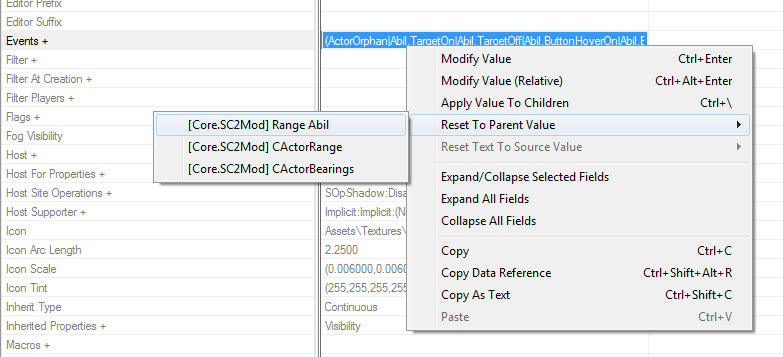 Editor Prefix
Editor Suffix
Events + (ActorOrphan|Abil.TargetOn|Abil.TargetOff|Abil.ButtonHoverOn|Abil.E
Filter +
Filter At Creation +
Filter Players +
Flags +
Fog Visibility
Host +
Host For Properties +
Host Site Operations + SOpShadow:Disa
Host Supporter + Implicit:Implicit:(N
Icon Assets\Textures\
Icon Arc Length 2.2500
Icon Scale (0.006000,0.0060
Icon Tint (255,255,255,255
Inherit Type Continuous
Inherited Properties + Visibility
Macros +
Modify Value Ctrl+Enter
Modify Value (Relative) Ctrl+Alt+Enter
Apply Value To Children Ctrl+\
Reset To Parent Value
Reset Text To Source Value
Expand/Collapse Selected Fields
Expand All Fields
Collapse All Fields
Copy Ctrl+C
Copy Data Reference Ctrl+Shift+Alt+R
Copy As Text Ctrl+Shift+C
Paste Ctrl+V
[Core.SC2Mod] Range Abil
[Core.SC2Mod] CActorRange
[Core.SC2Mod] CActorBearings